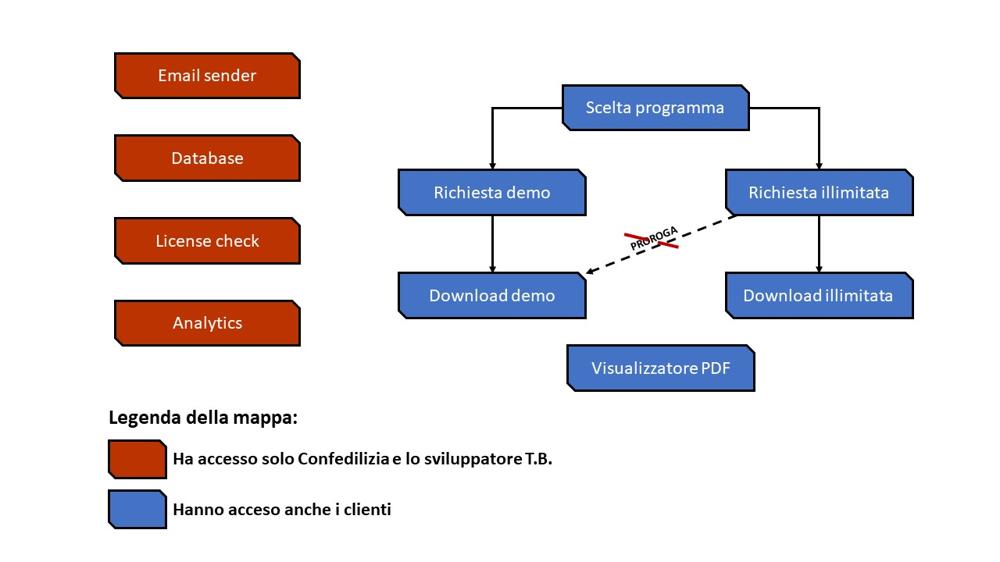 Email sender
Database
License check
Analytics
Scelta programma
Richiesta demo
Richiesta illimitata
PROROGA
Download demo
Download illimitata
Visualizzatore PDF
Legenda della mappa:
Ha accesso solo Confedilizia e lo sviluppatore T.B.
Hanno acceso anche i clienti